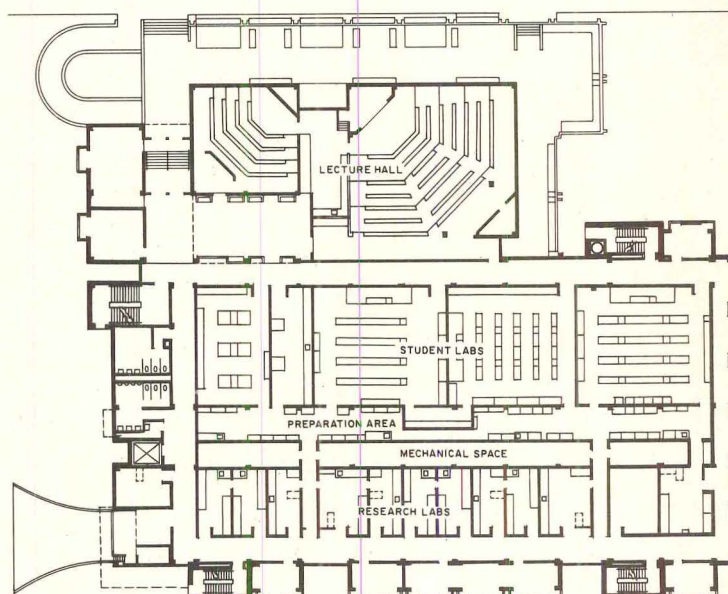 LECTURE HALL
STUDENT LABS
PREPARATION AREA
MECHANICAL SPACE
RESEARCH LABS